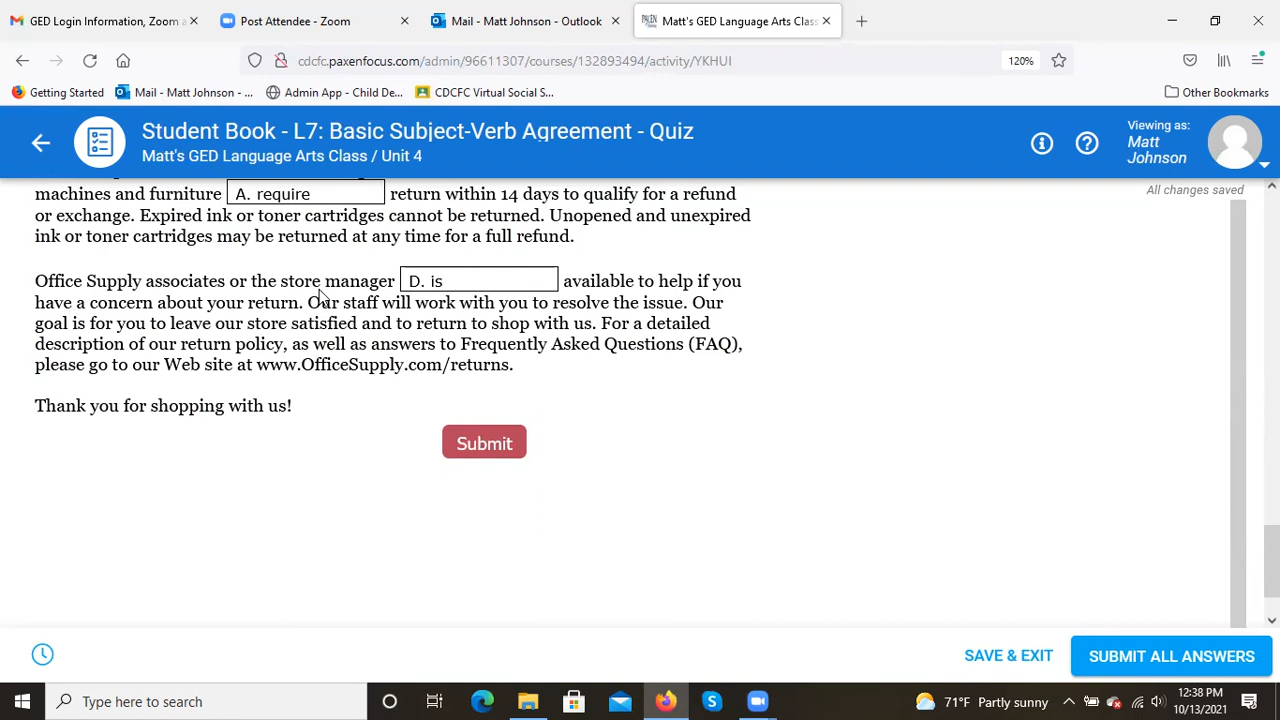 GED Login Information, Zoom a
Post Attendee - Zoom
Mail - Matt Johnson - Outlook
Matt's GED Language Arts Class
cdcfc.paxenfocus.com/admin/96611307/courses/132893494/activity/YKHUI
120%
Getting Started
Mail - Matt Johnson - ...
Admin App - Child De...
CDCFC Virtual Social S...
Other Bookmarks
Student Book - L7: Basic Subject-Verb Agreement - Quiz
Matt's GED Language Arts Class / Unit 4
Viewing as:
Matt
Johnson
All changes saved
machines and furniture A. require return within 14 days to qualify for a refund
or exchange. Expired ink or toner cartridges cannot be returned. Unopened and unexpired
ink or toner cartridges may be returned at any time for a full refund.
Office Supply associates or the store manager D. is available to help if you
have a concern about your return. Our staff will work with you to resolve the issue. Our
goal is for you to leave our store satisfied and to return to shop with us. For a detailed
description of our return policy, as well as answers to Frequently Asked Questions (FAQ),
please go to our Web site at www.OfficeSupply.com/returns.
Thank you for shopping with us!
Submit
SAVE & EXIT
SUBMIT ALL ANSWERS
Type here to search
71°F Partly sunny
12:38 PM
10/13/2021